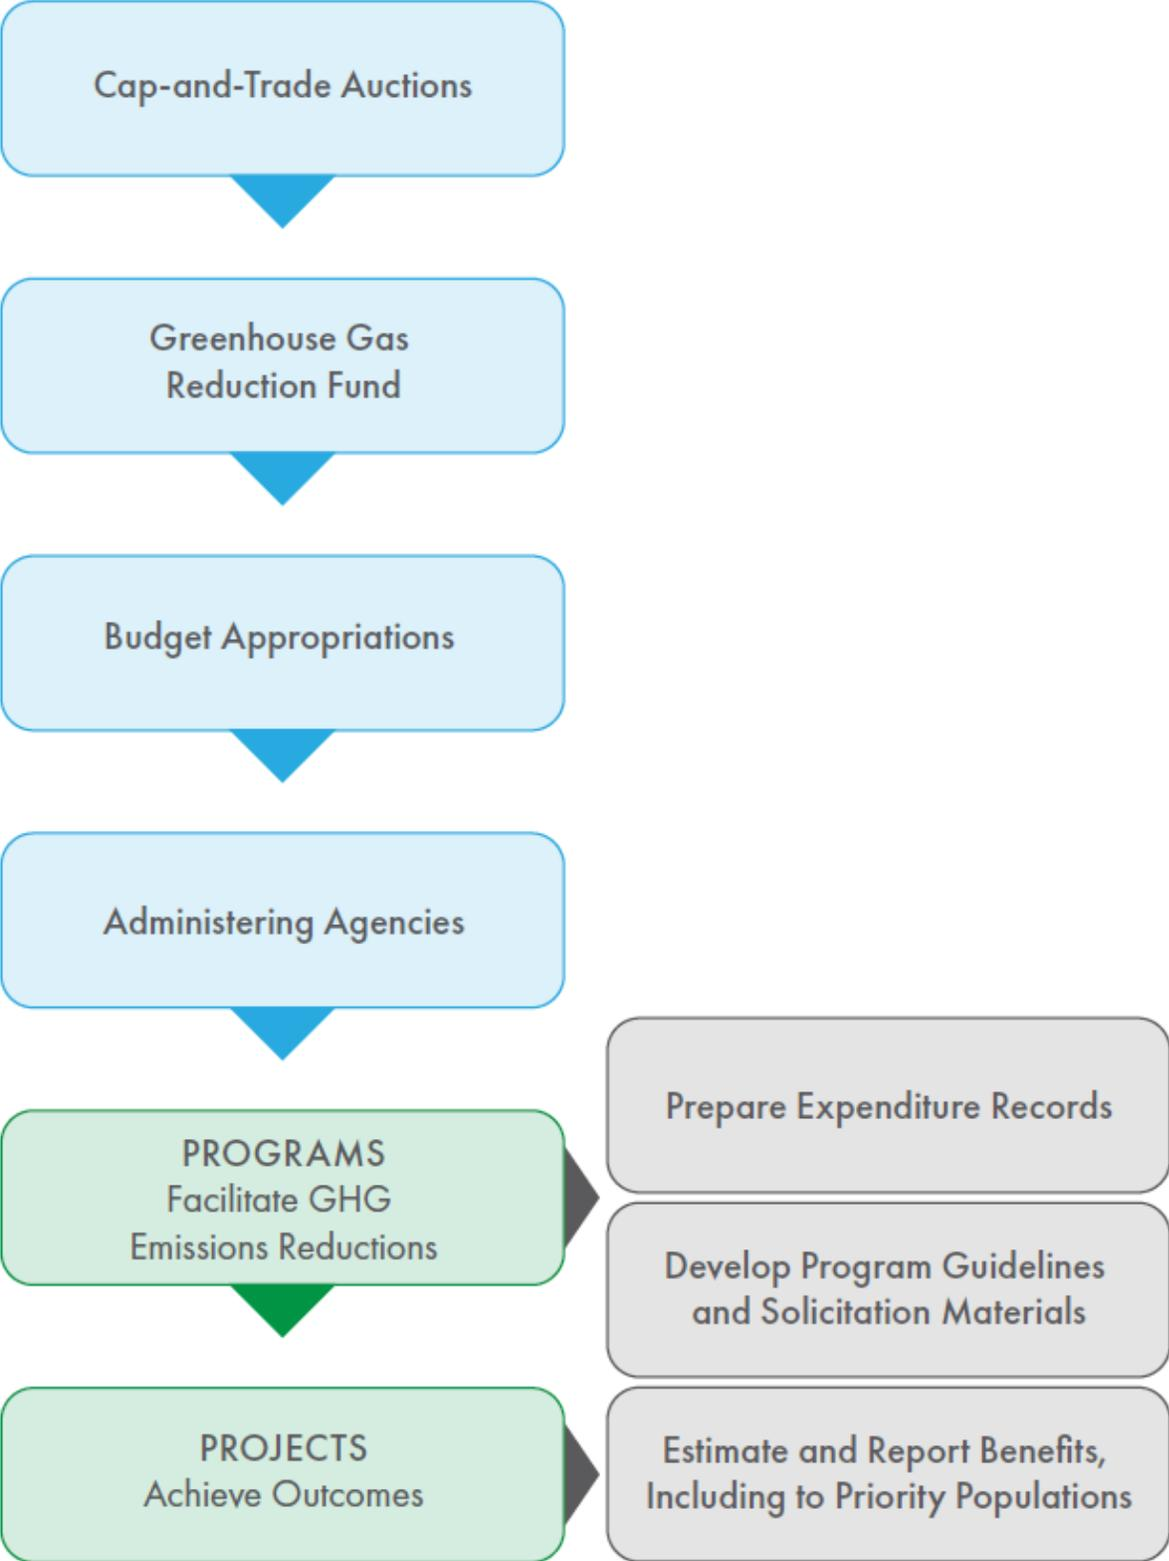 Cap-and-Trade Auctions
Greenhouse Gas
Reduction Fund
Budget Appropriations
Administering Agencies
PROGRAMS
Facilitate GHG
Emissions Reductions
Prepare Expenditure Records
Develop Program Guidelines
and Solicitation Materials
PROJECTS
Achieve Outcomes
Estimate and Report Benefits,
Including to Priority Populations